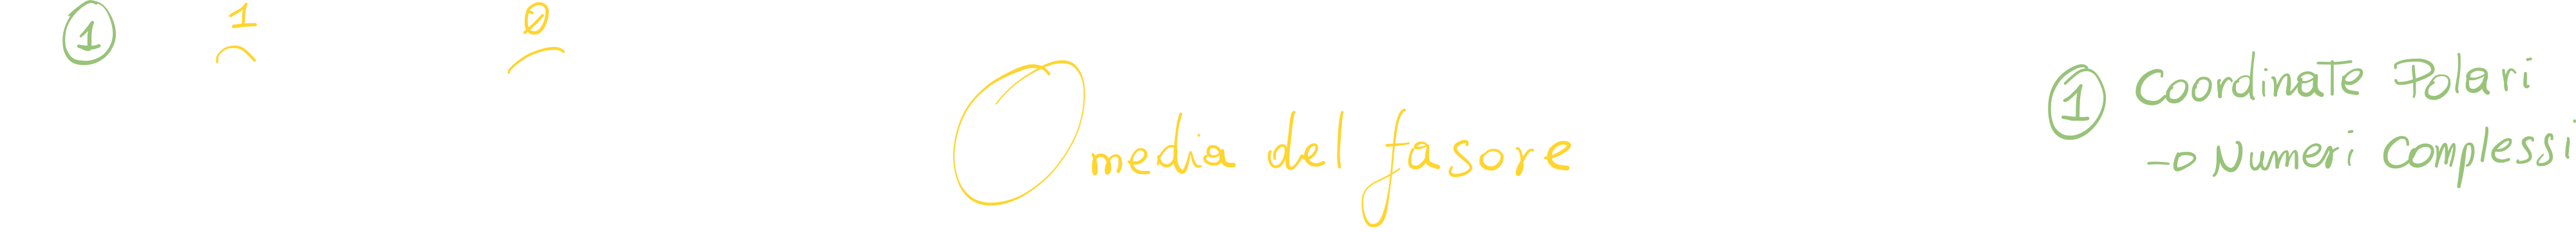 ① 1 0
O media del fasore
① Coordinate Polari
→ Numeri Complessi